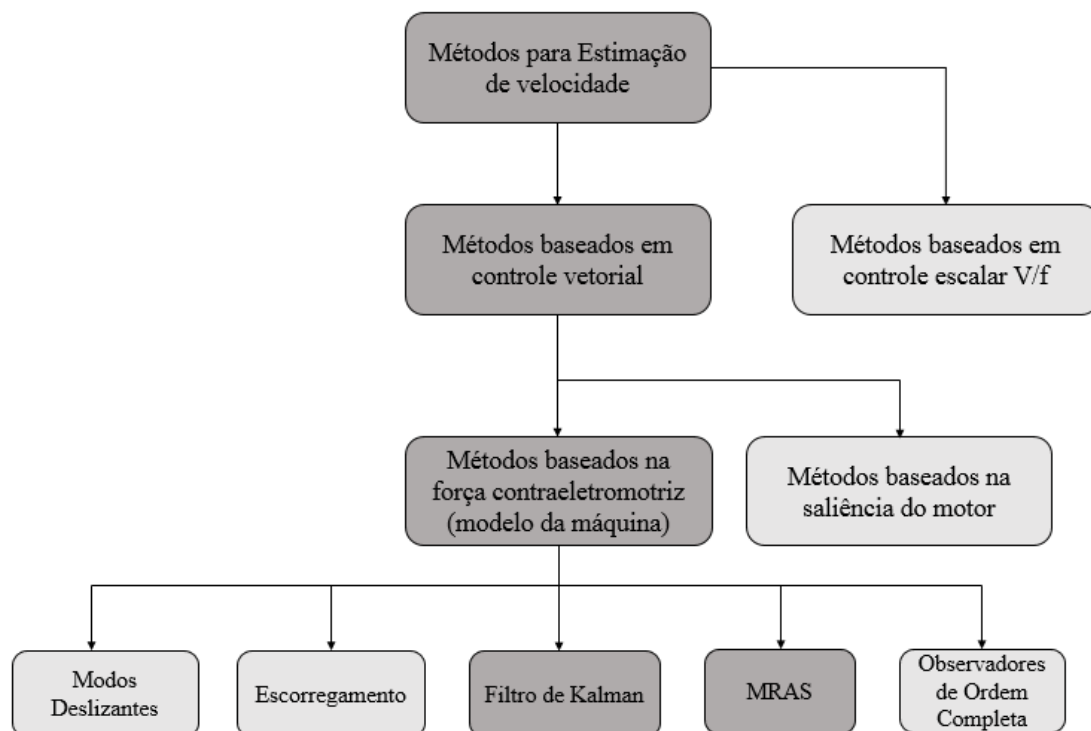 Métodos para Estimação
de velocidade
Métodos baseados em
controle vetorial
Métodos baseados em
controle escalar V/f
Métodos baseados na
força contraeletromotriz
(modelo da máquina)
Métodos baseados na
saliência do motor
Modos
Deslizantes
Escorregamento
Filtro de Kalman
MRAS
Observadores
de Ordem
Completa